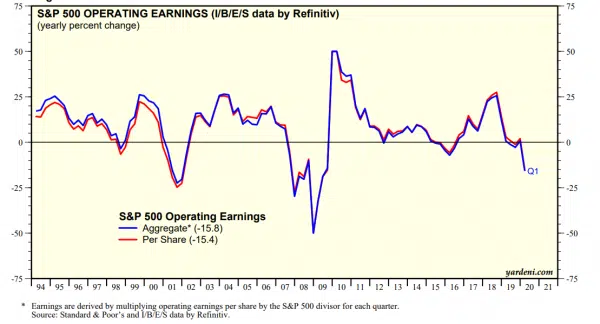 S&P 500 OPERATING EARNINGS (I/B/E/S data by Refinitiv)
(yearly percent change)
75 75
50 50
25 25
0 0
-25 -25
-50 -50
-75 -75
Q1
S&P 500 Operating Earnings
Aggregate* (-15.8)
Per Share (-15.4)
yardeni.com
94 95 96 97 98 99 00 01 02 03 04 05 06 07 08 09 10 11 12 13 14 15 16 17 18 19 20 21
* Earnings are derived by multiplying operating earnings per share by the S&P 500 divisor for each quarter.
Source: Standard & Poor's and I/B/E/S data by Refinitiv.